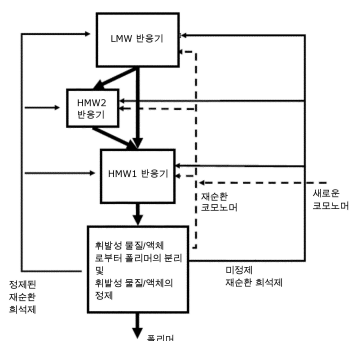 LMW 반응기
HMW2
반응기
HMW1 반응기
재순환
코모노머
새로운
코모노머
휘발성 물질/액체
로부터 폴리머의 분리
및
휘발성 물질/액체의
정제
정제된
재순환
희석제
미정제
재순환 희석제
폴리머